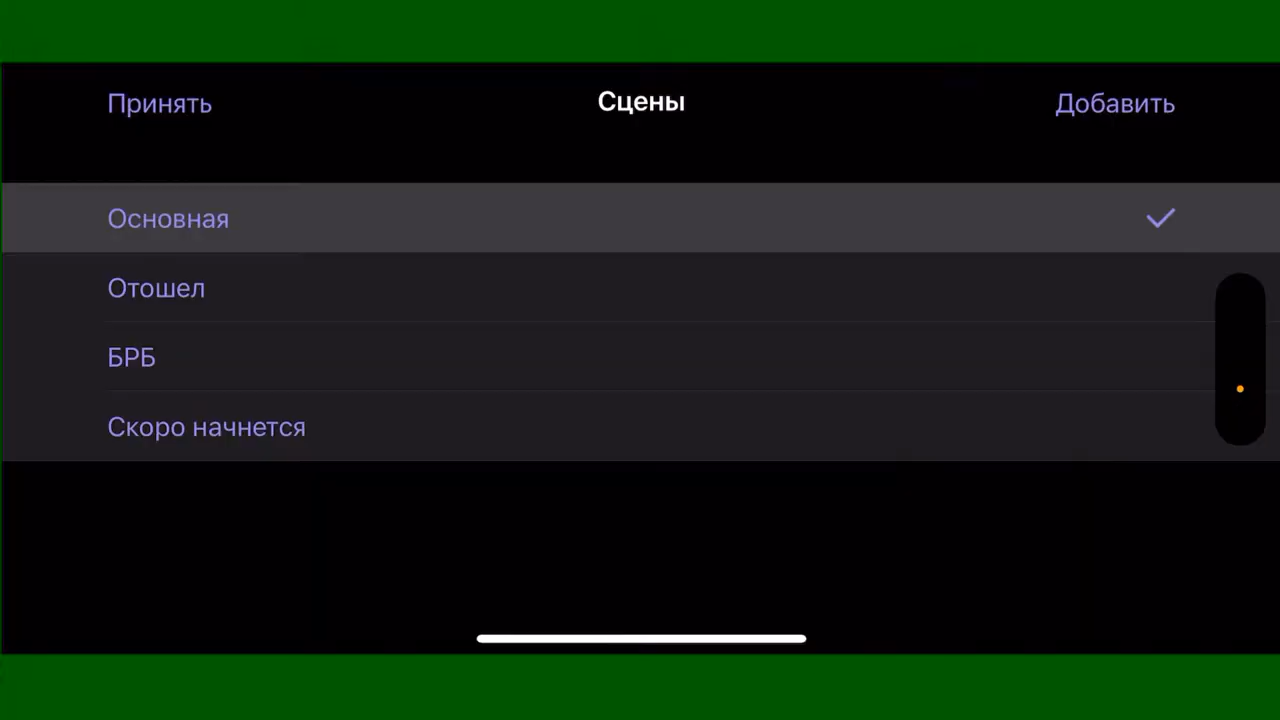 Принять
Сцены
Добавить
Основная
Отошел
БРБ
Скоро начнется